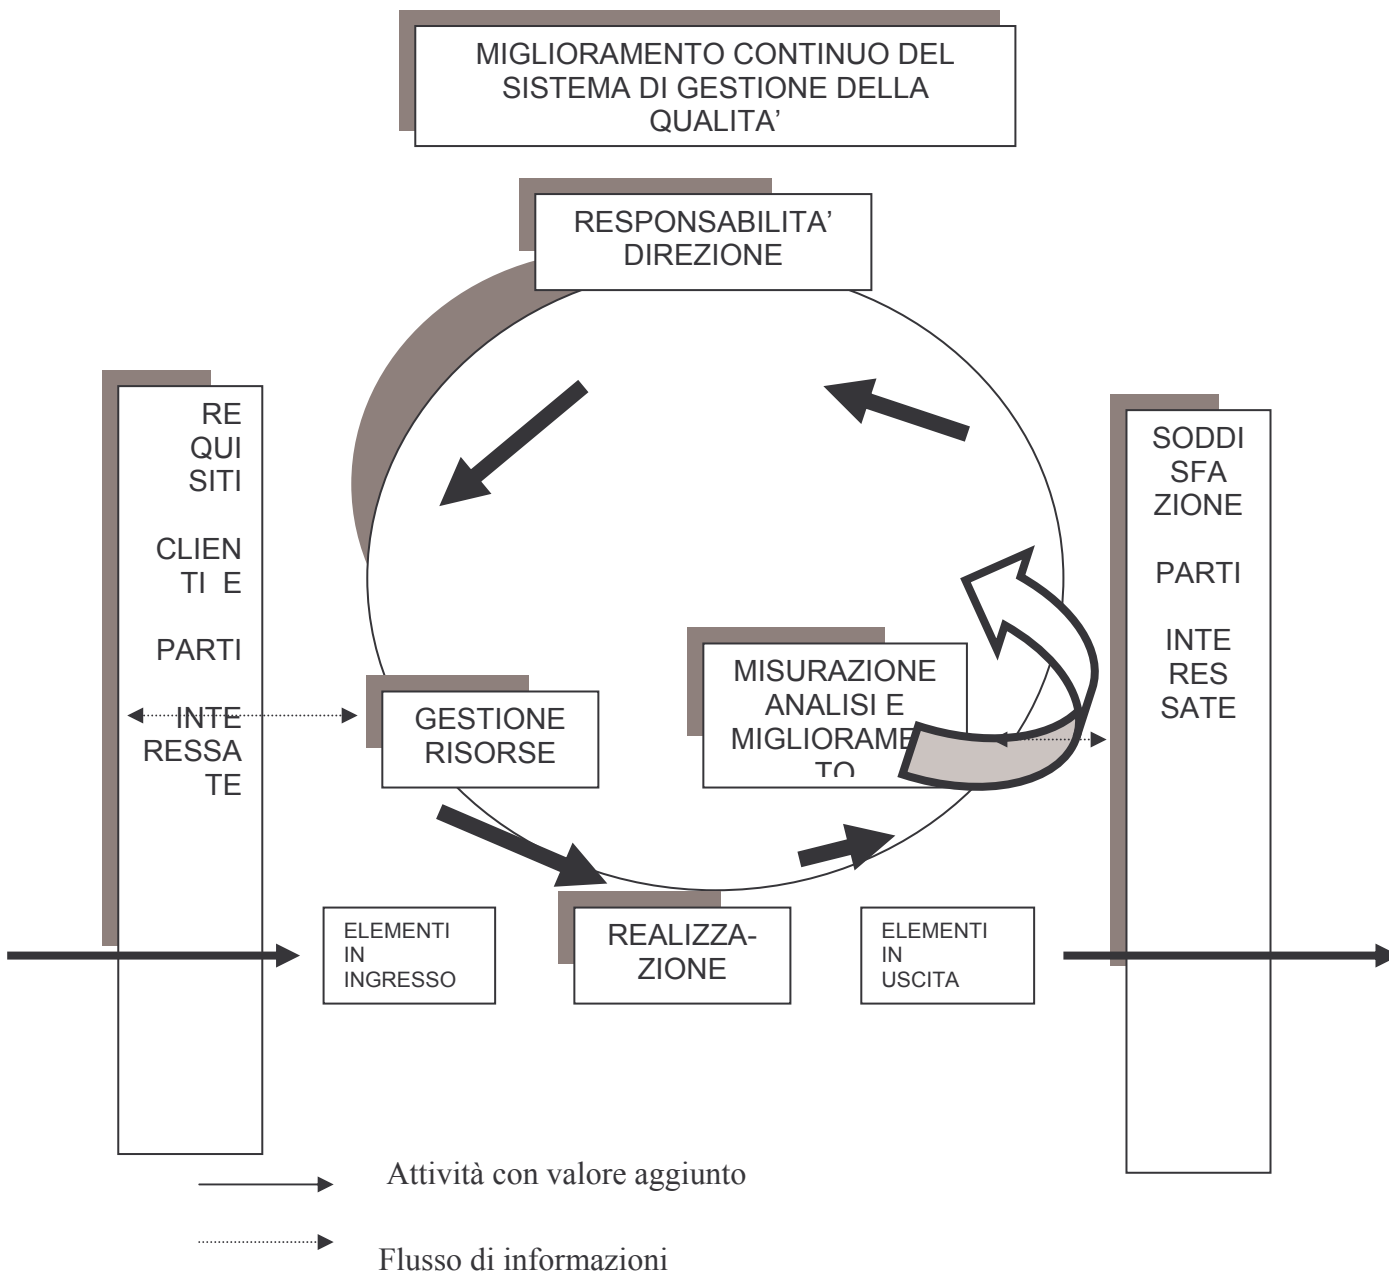 MIGLIORAMENTO CONTINUO DEL
SISTEMA DI GESTIONE DELLA
QUALITA’
RESPONSABILITA’
DIREZIONE
RE
QUI
SITI
CLIEN
TI E
PARTI
INTE
RESSA
TE
SODDI
SFA
ZIONE
PARTI
INTE
RES
SATE
GESTIONE
RISORSE
MISURAZIONE
ANALISI E
MIGLIORAME
TO
ELEMENTI
IN
INGRESSO
REALIZZA-
ZIONE
ELEMENTI
IN
USCITA
Attività con valore aggiunto
Flusso di informazioni